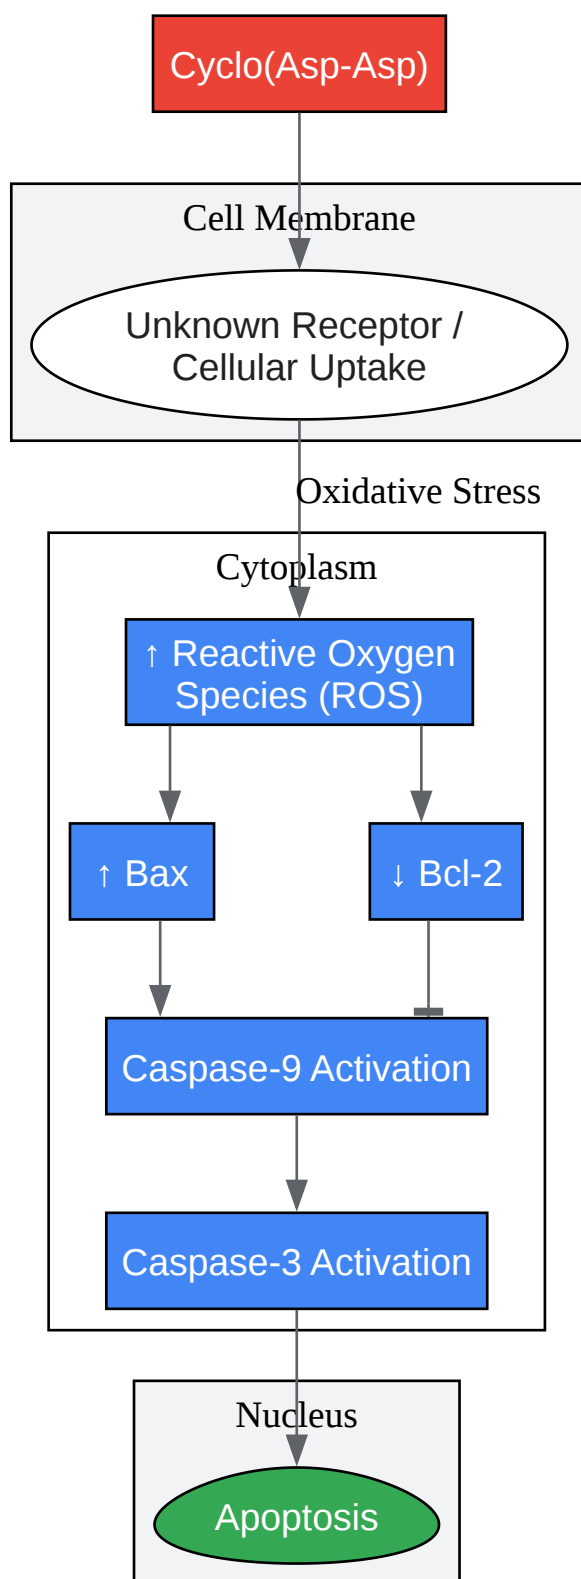 Cyclo(Asp-Asp)
Cell Membrane
Unknown Receptor /
Cellular Uptake
Oxidative Stress
Cytoplasm
↑ Reactive Oxygen
Species (ROS)
↑ Bax
↓ Bcl-2
Caspase-9 Activation
Caspase-3 Activation
Nucleus
Apoptosis